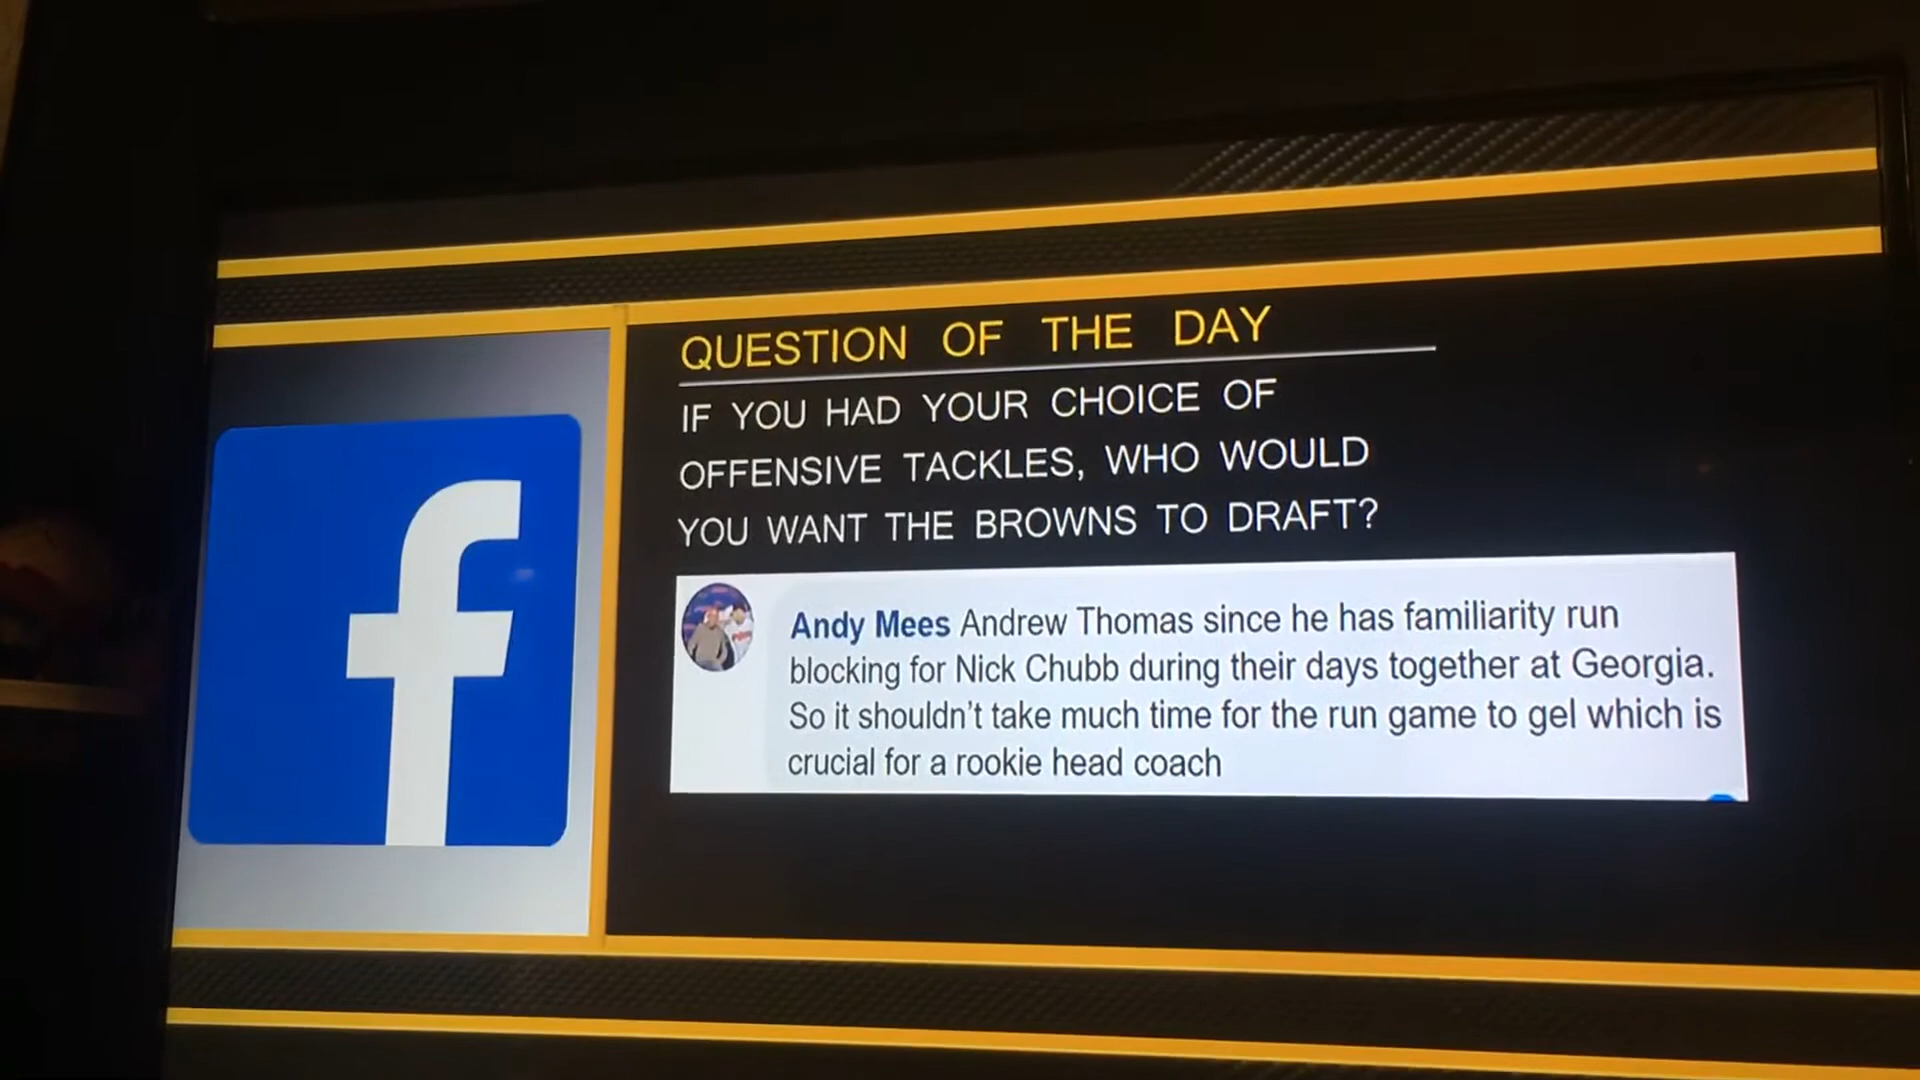 QUESTION OF THE DAY
IF YOU HAD YOUR CHOICE OF
OFFENSIVE TACKLES, WHO WOULD
YOU WANT THE BROWNS TO DRAFT?
Andy Mees Andrew Thomas since he has familiarity run
blocking for Nick Chubb during their days together at Georgia.
So it shouldn't take much time for the run game to gel which is
crucial for a rookie head coach